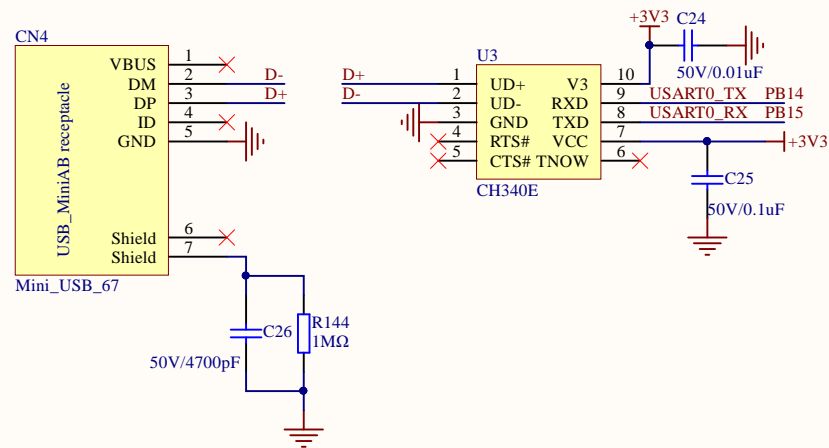 CN4
USB_MiniAB receptacle
VBUS 1
DM 2 D-
DP 3 D+
ID 4
GND 5
Shield 6
Shield 7
Mini_USB_67
C26
50V/4700pF
R144
1MΩ
U3
D+ 1 UD+ V3 10
D- 2 UD- RXD 9 USART0_TX PB14
3 GND TXD 8 USART0_RX PB15
4 RTS# VCC 7 +3V3
5 CTS# TNOW 6
CH340E
+3V3
C24
50V/0.01uF
C25
50V/0.1uF